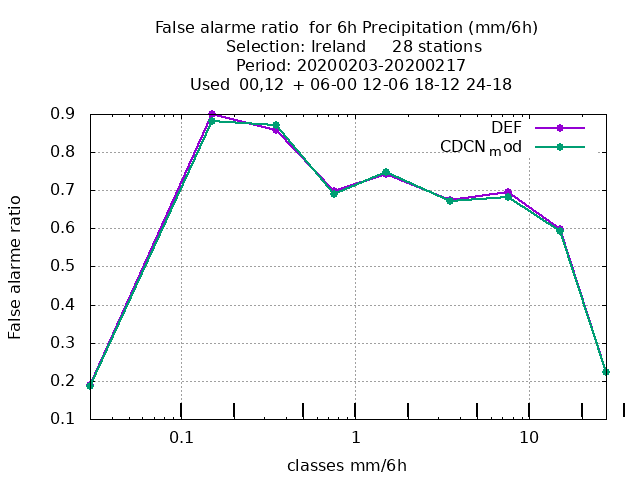 False alarme ratio  for 6h Precipitation (mm/6h)
Selection: Ireland     28 stations
Period: 20200203-20200217
Used  00,12  + 06-00 12-06 18-12 24-18
DEF
CDCN_mod
False alarme ratio
0.9
0.8
0.7
0.6
0.5
0.4
0.3
0.2
0.1
0.1
1
10
classes mm/6h